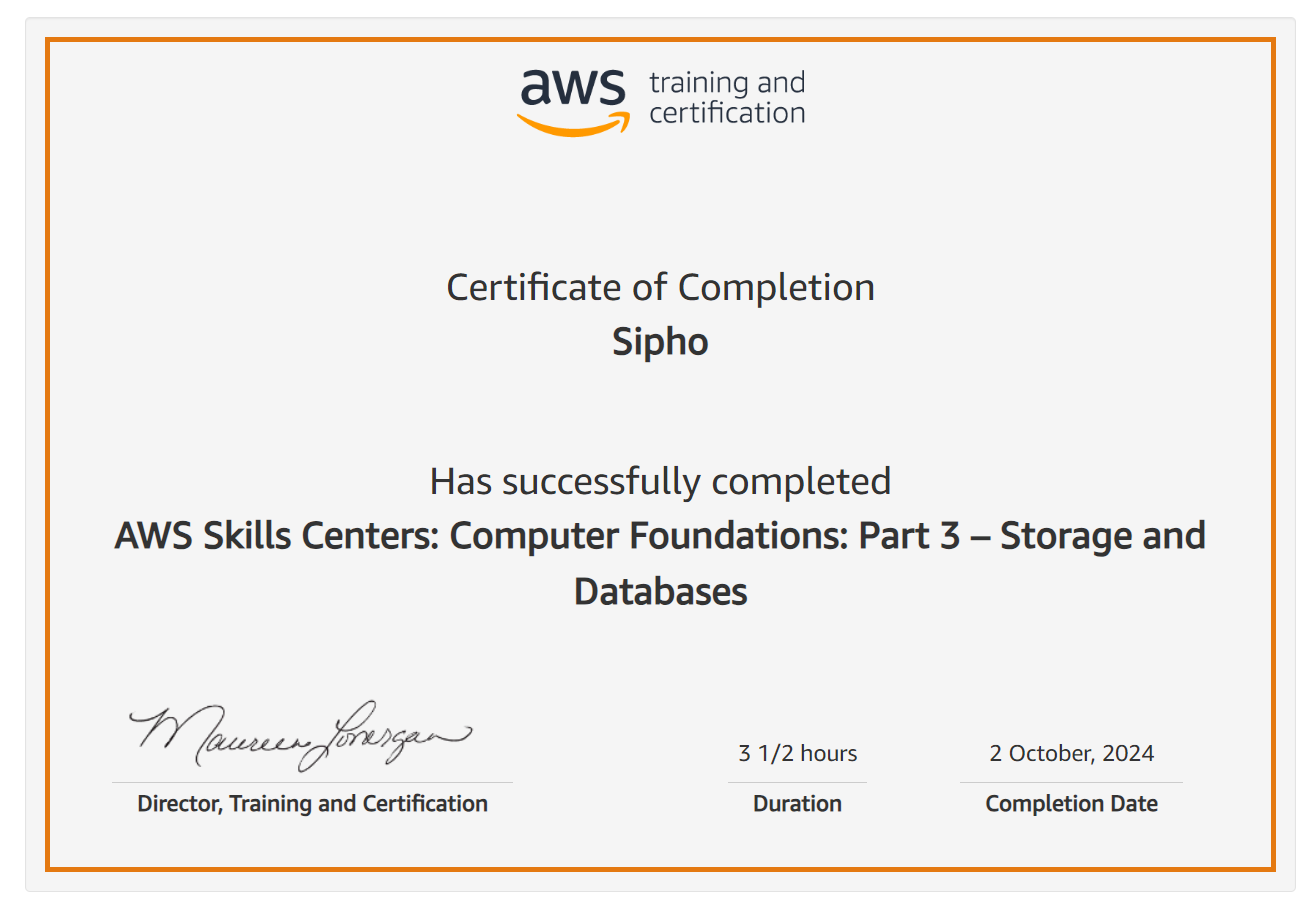 aws training and
certification
Certificate of Completion
Sipho
Has successfully completed
AWS Skills Centers: Computer Foundations: Part 3 – Storage and
Databases
Maureen Lonergan
3 1/2 hours
2 October, 2024
Director, Training and Certification
Duration
Completion Date